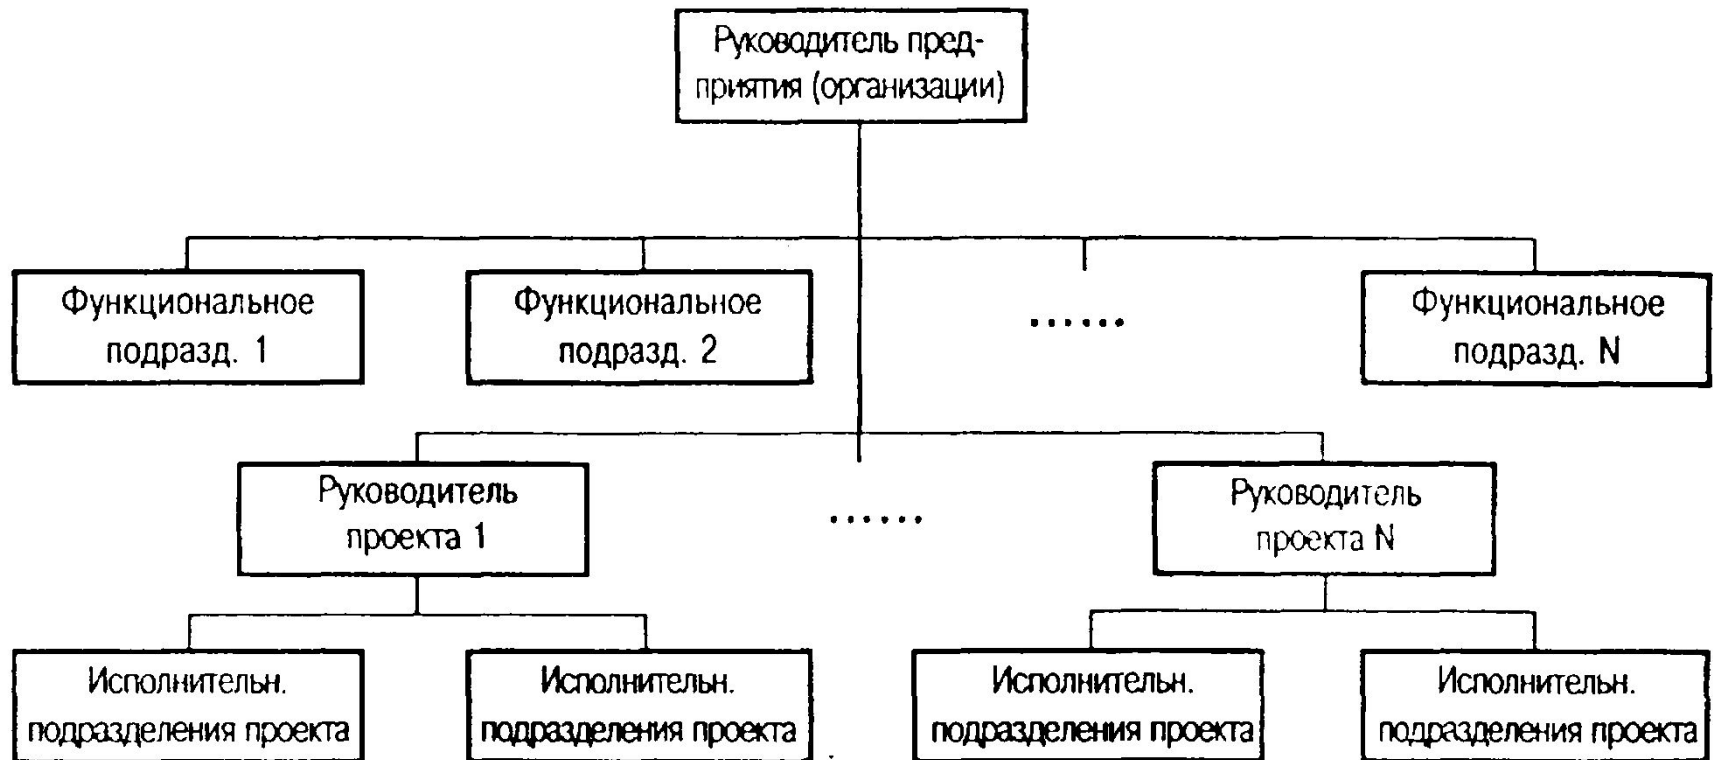 Руководитель пред-
приятия (организации)
Функциональное
подразд. 1
Функциональное
подразд. 2
......
Функциональное
подразд. N
Руководитель
проекта 1
......
Руководитель
проекта N
Исполнительн.
подразделения проекта
Исполнительн.
подразделения проекта
Исполнительн.
подразделения проекта
Исполнительн.
подразделения проекта